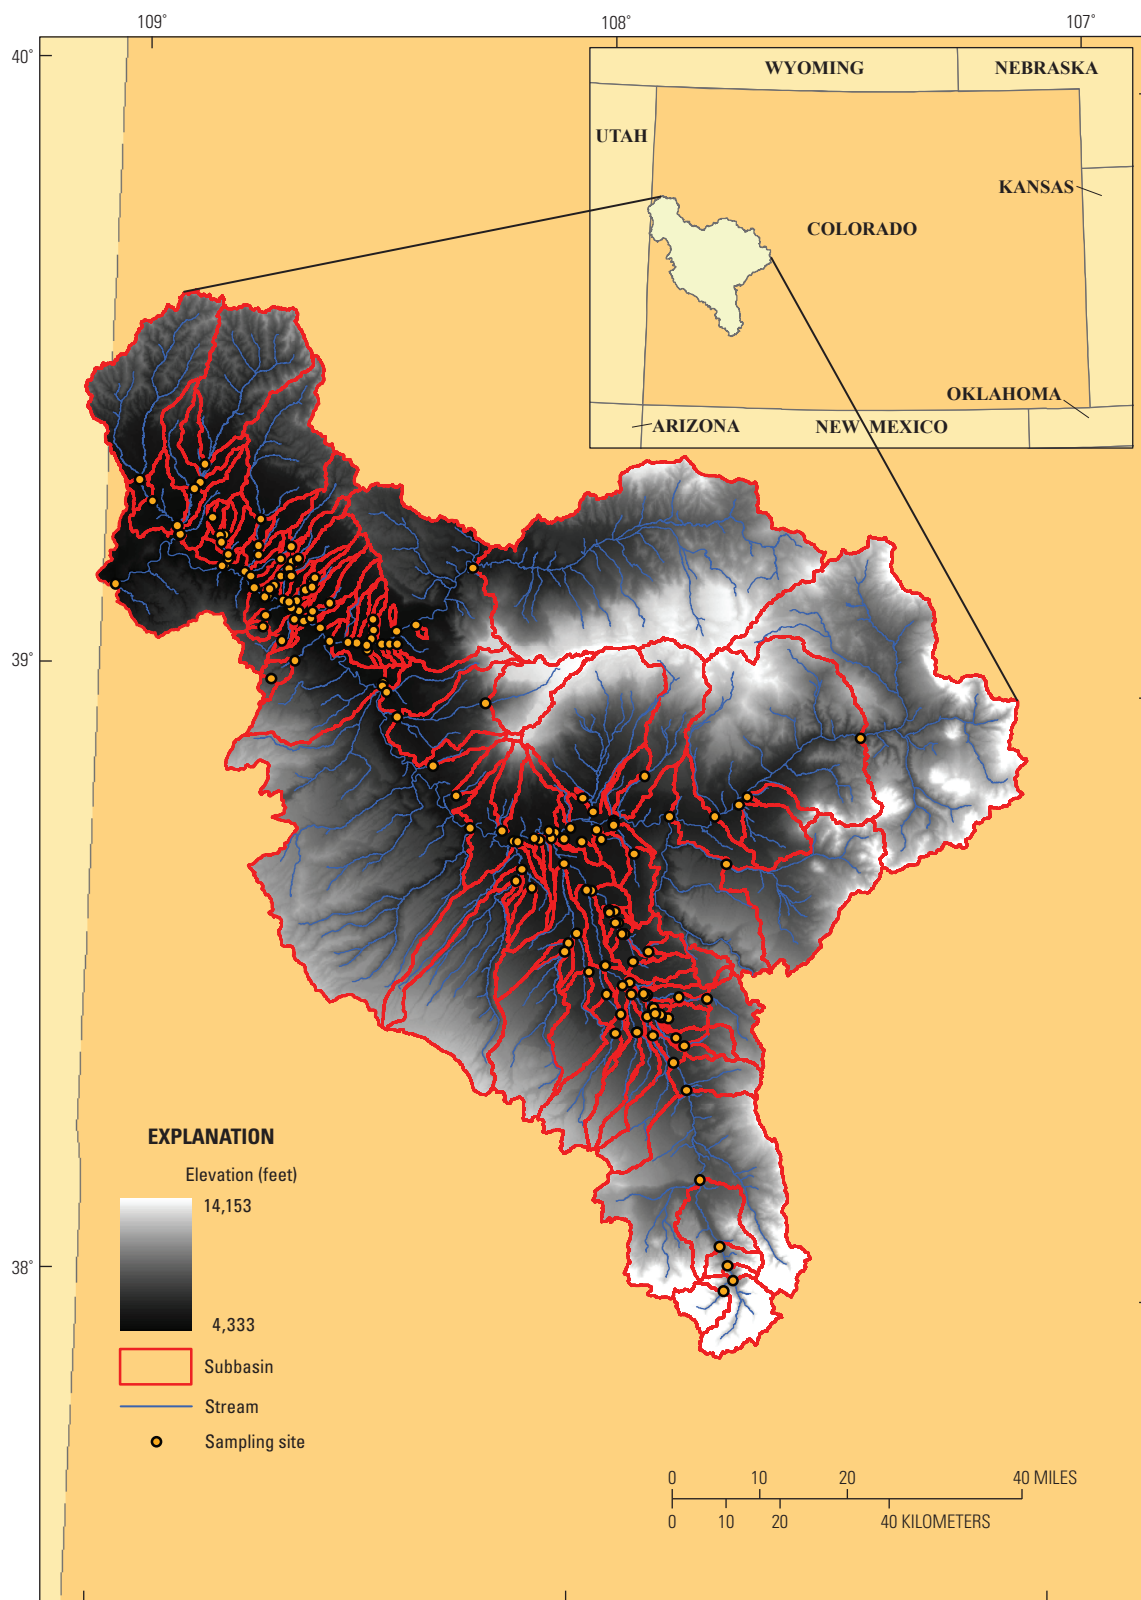 109°
108°
107°
40°
39°
38°
WYOMING
NEBRASKA
UTAH
KANSAS
COLORADO
OKLAHOMA
ARIZONA
NEW MEXICO
EXPLANATION
Elevation (feet)
14,153
4,333
Subbasin
Stream
Sampling site
0 10 20 40 MILES
0 10 20 40 KILOMETERS